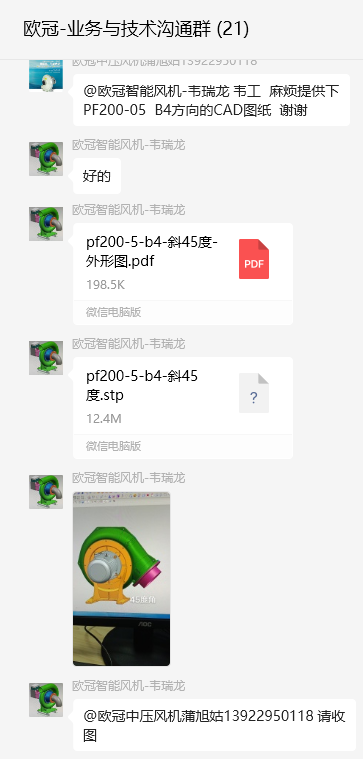 欧冠-业务与技术沟通群 (21)
欧冠中压风机蒲旭姑13922950118
@欧冠智能风机-韦瑞龙 韦工 麻烦提供下
PF200-05 B4方向的CAD图纸 谢谢
欧冠智能风机-韦瑞龙
好的
欧冠智能风机-韦瑞龙
pf200-5-b4-斜45度-
外形图.pdf
PDF
198.5K
微信电脑版
欧冠智能风机-韦瑞龙
pf200-5-b4-斜45
度.stp
?
12.4M
微信电脑版
欧冠智能风机-韦瑞龙
AOC
欧冠智能风机-韦瑞龙
@欧冠中压风机蒲旭姑13922950118 请收
图